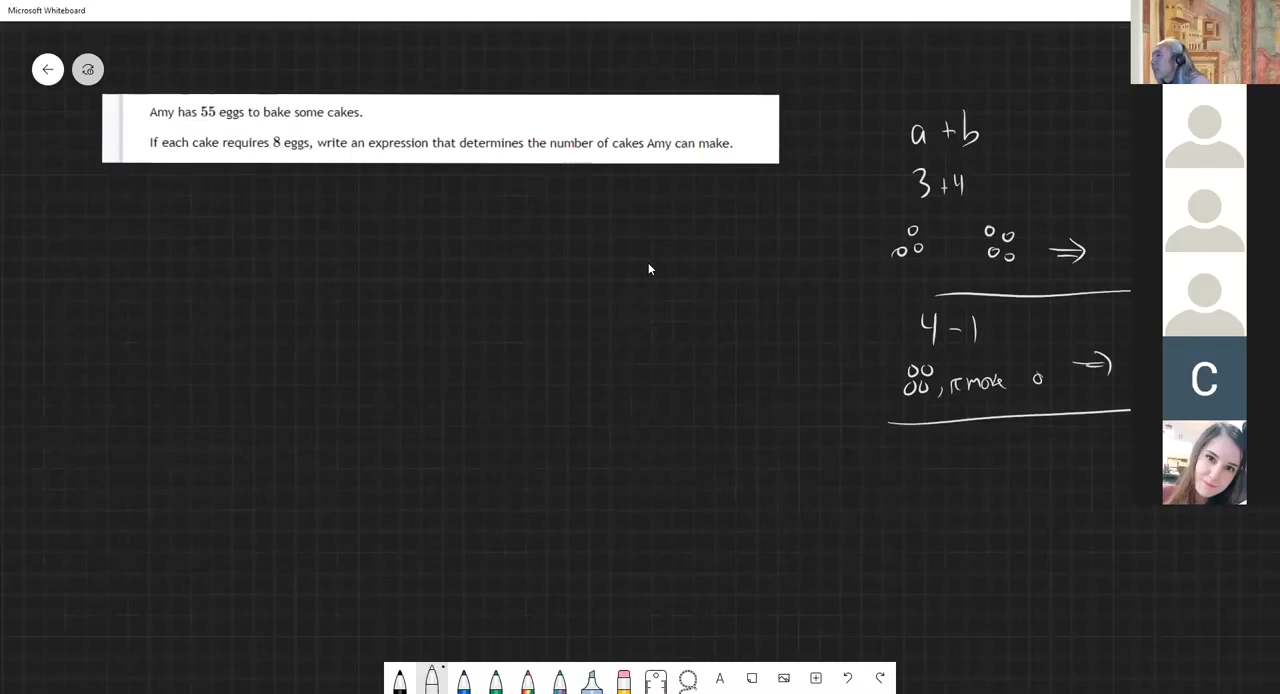 Microsoft Whiteboard
Amy has 55 eggs to bake some cakes.
If each cake requires 8 eggs, write an expression that determines the number of cakes Amy can make.
a + b
3 + 4
4 - 1
, remove
C
A